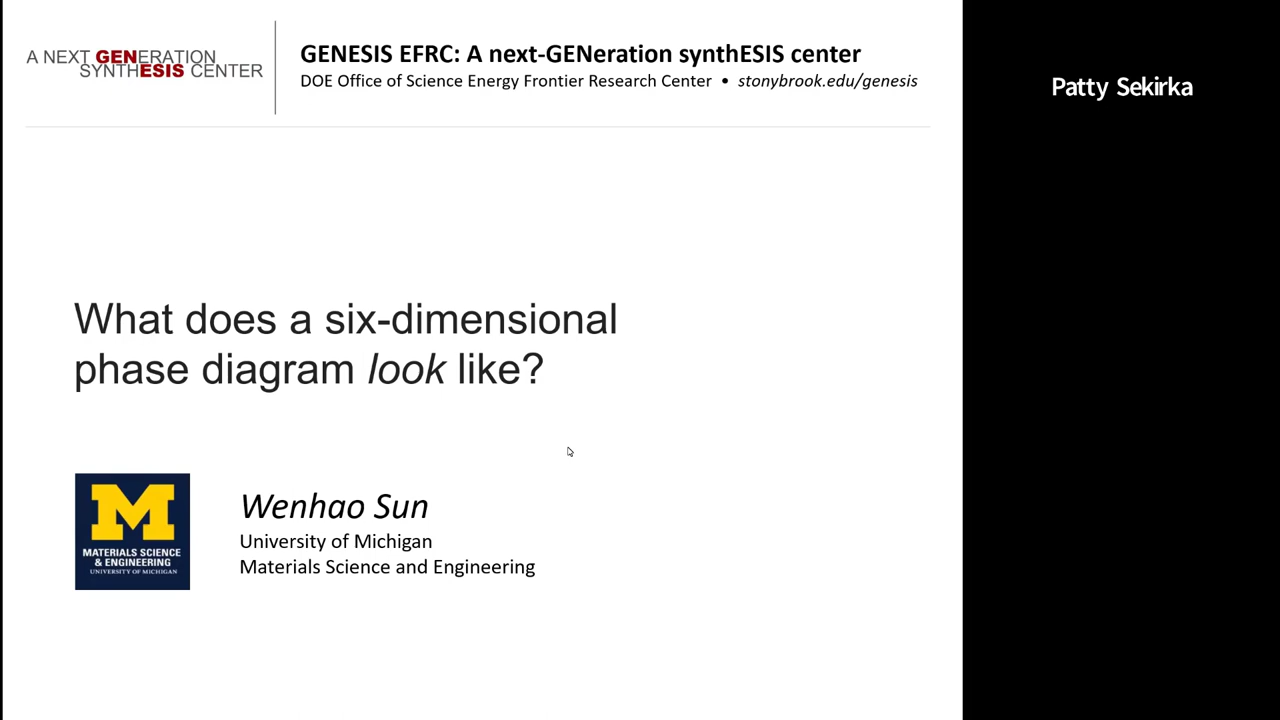 A NEXT GENERATION
SYNTHESIS CENTER
GENESIS EFRC: A next-GENeration synthESIS center
DOE Office of Science Energy Frontier Research Center • stonybrook.edu/genesis
Patty Sekirka
What does a six-dimensional
phase diagram look like?
M
MATERIALS SCIENCE
& ENGINEERING
UNIVERSITY OF MICHIGAN
Wenhao Sun
University of Michigan
Materials Science and Engineering